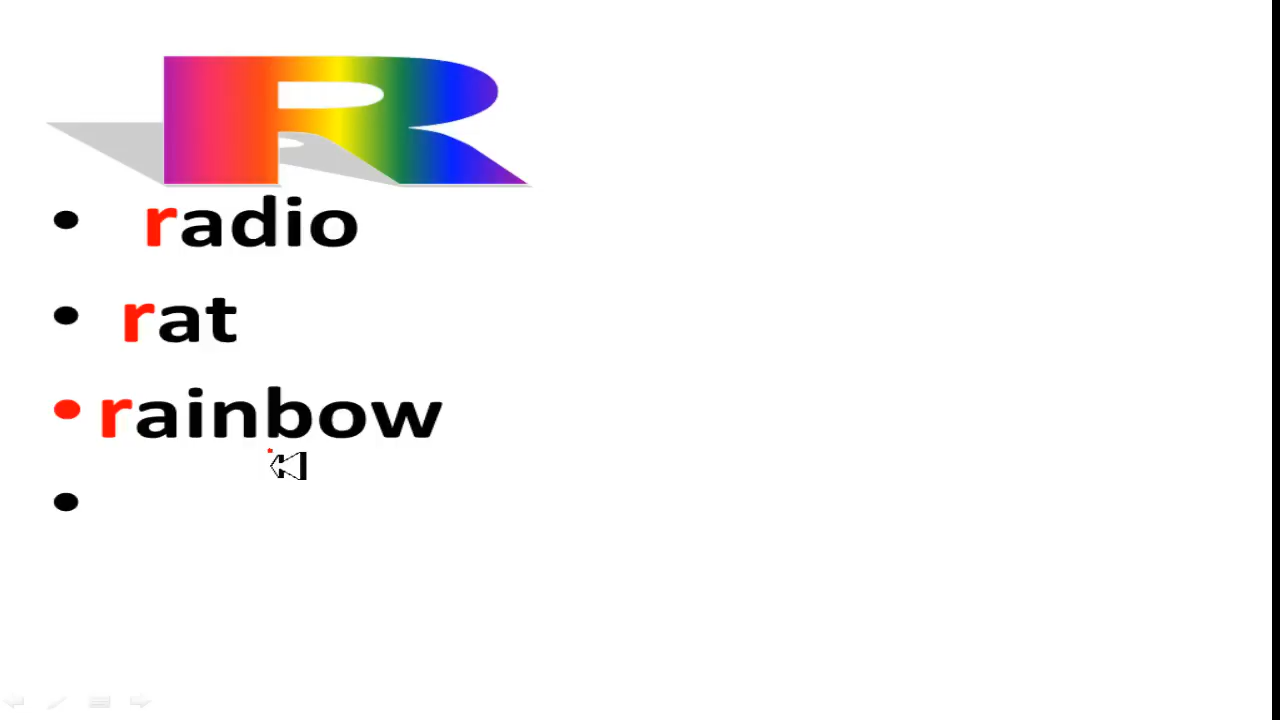 R
• radio
• rat
• rainbow
•